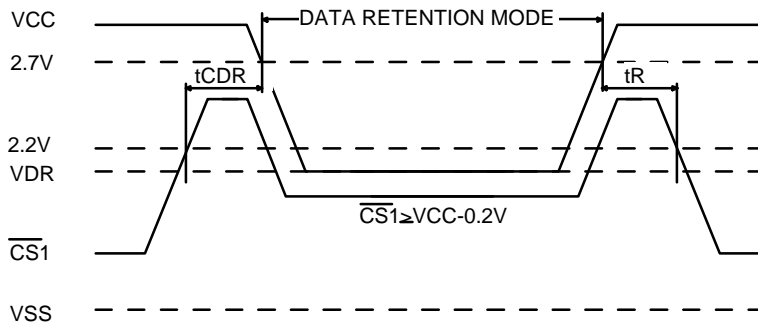 VCC
DATA RETENTION MODE
2.7V
tCDR
tR
2.2V
VDR
CS1≥VCC-0.2V
CS1
VSS